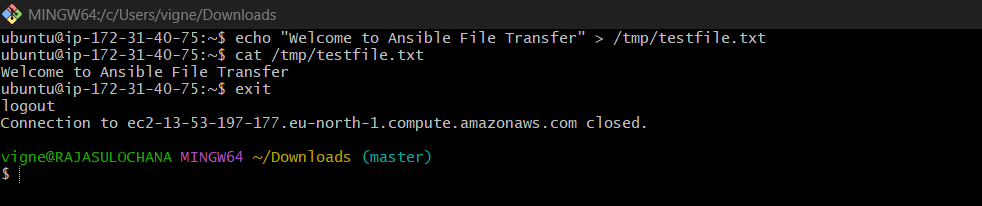 MINGW64:/c/Users/vigne/Downloads
ubuntu@ip-172-31-40-75:~$ echo "Welcome to Ansible File Transfer" > /tmp/testfile.txt
ubuntu@ip-172-31-40-75:~$ cat /tmp/testfile.txt
Welcome to Ansible File Transfer
ubuntu@ip-172-31-40-75:~$ exit
logout
Connection to ec2-13-53-197-177.eu-north-1.compute.amazonaws.com closed.
vigne@RAJASULOCHANA MINGW64 ~/Downloads (master)
$